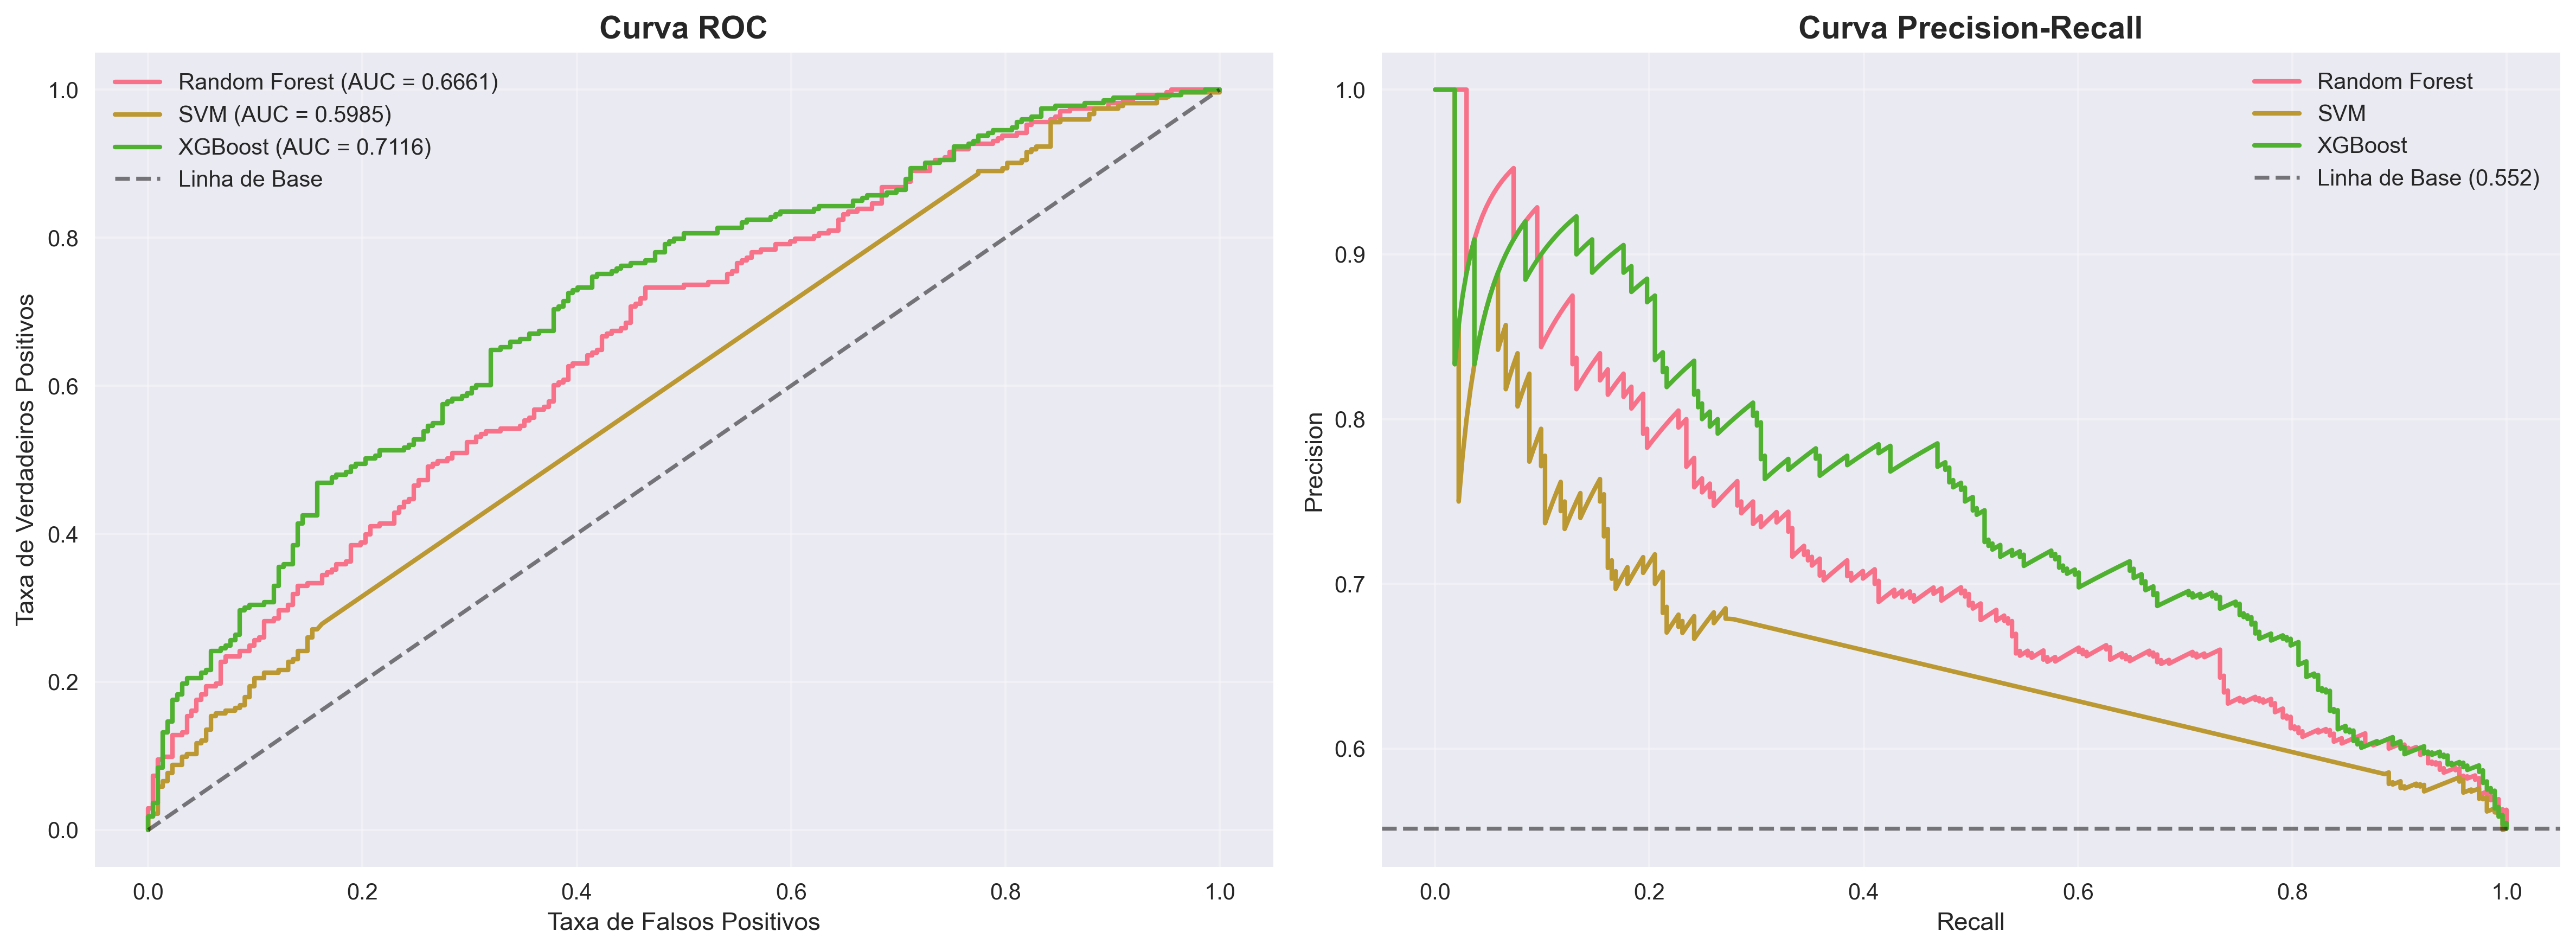 Curva ROC
Random Forest (AUC = 0.6661)
SVM (AUC = 0.5985)
XGBoost (AUC = 0.7116)
Linha de Base
Taxa de Verdadeiros Positivos
1.0
0.8
0.6
0.4
0.2
0.0
0.0 0.2 0.4 0.6 0.8 1.0
Taxa de Falsos Positivos
Curva Precision-Recall
Random Forest
SVM
XGBoost
Linha de Base (0.552)
Precision
1.0
0.9
0.8
0.7
0.6
0.0 0.2 0.4 0.6 0.8 1.0
Recall